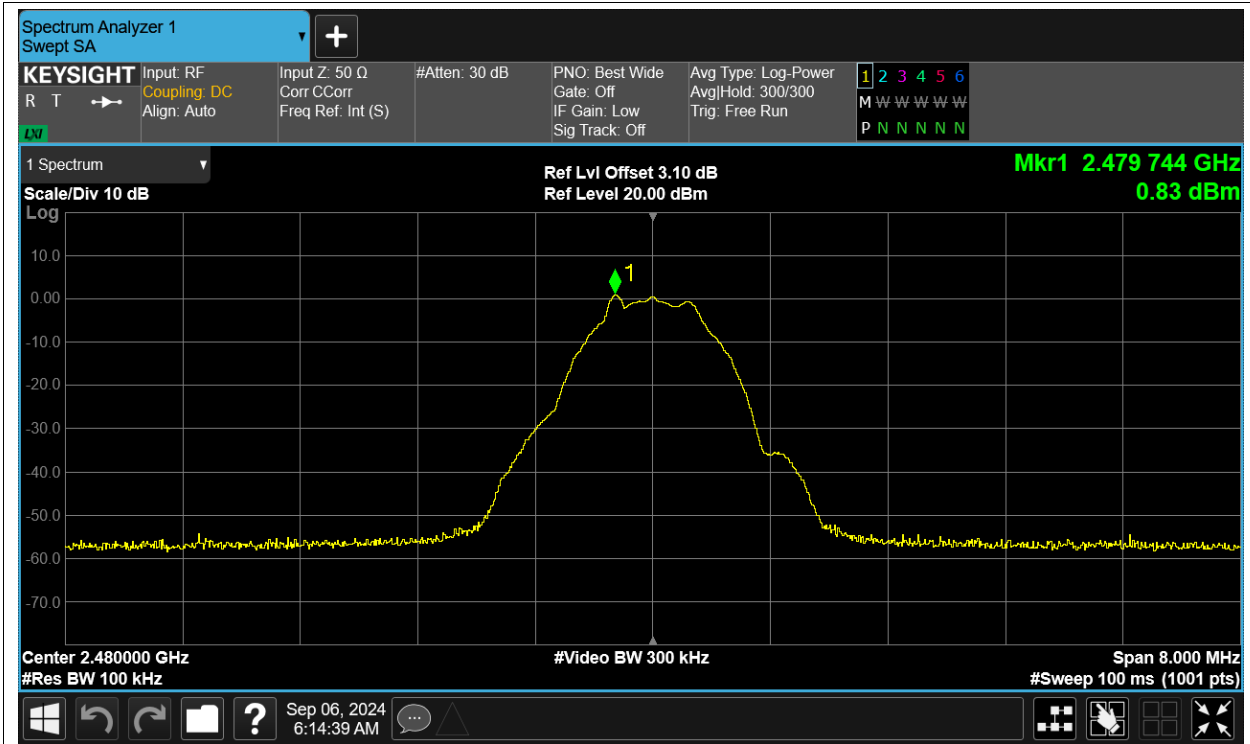 Spectrum Analyzer 1
Swept SA
+
KEYSIGHT
R T
LXI
Input: RF
Coupling: DC
Align: Auto
Input Z: 50 Ω
Corr CCorr
Freq Ref: Int (S)
#Atten: 30 dB
PNO: Best Wide
Gate: Off
IF Gain: Low
Sig Track: Off
Avg Type: Log-Power
Avg|Hold: 300/300
Trig: Free Run
1 2 3 4 5 6
M W W W W W
P N N N N N
1 Spectrum
Scale/Div 10 dB
Log
Ref Lvl Offset 3.10 dB
Ref Level 20.00 dBm
Mkr1 2.479 744 GHz
0.83 dBm
1
10.0
0.00
-10.0
-20.0
-30.0
-40.0
-50.0
-60.0
-70.0
Center 2.480000 GHz
#Res BW 100 kHz
#Video BW 300 kHz
Span 8.000 MHz
#Sweep 100 ms (1001 pts)
?
Sep 06, 2024
6:14:39 AM